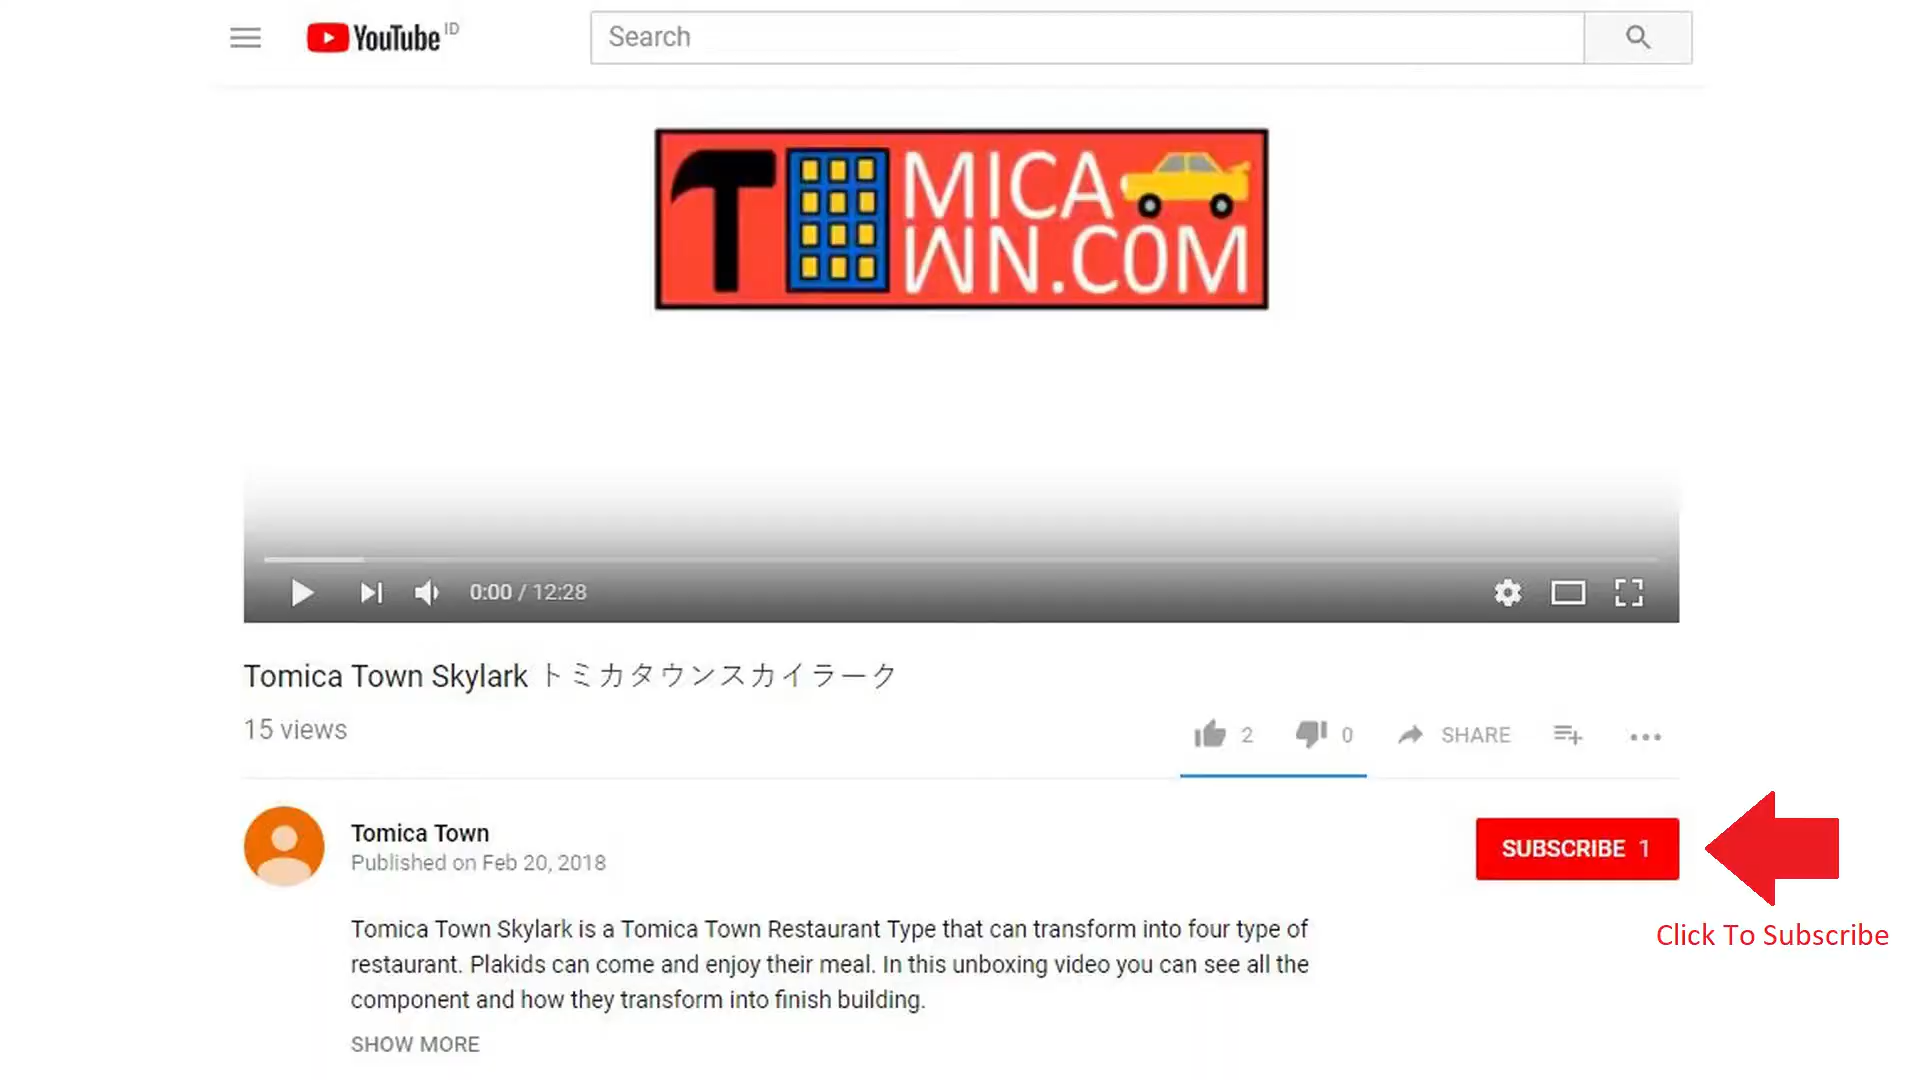 YouTube ID
Search
TOMICA
TOWN.COM
0:00 / 12:28
Tomica Town Skylark トミカタウンスカイラーク
15 views
2 0 SHARE
Tomica Town
Published on Feb 20, 2018
SUBSCRIBE 1
Click To Subscribe
Tomica Town Skylark is a Tomica Town Restaurant Type that can transform into four type of
restaurant. Plakids can come and enjoy their meal. In this unboxing video you can see all the
component and how they transform into finish building.
SHOW MORE